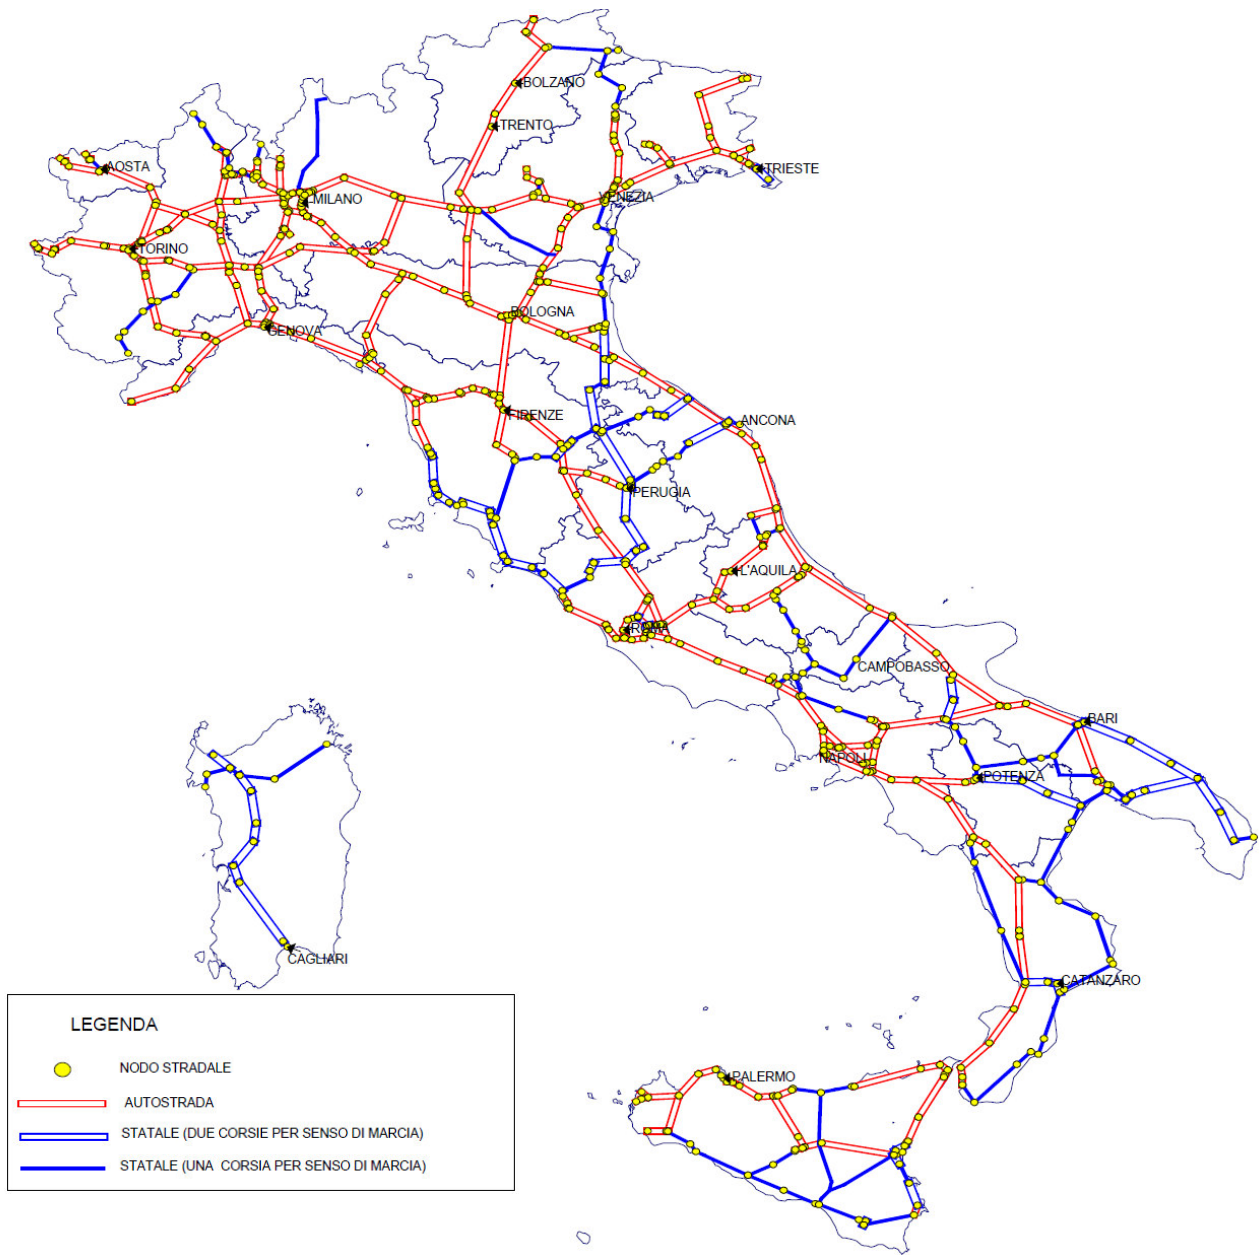 BOLZANO
TRENTO
AOSTA
TRIESTE
MILANO
VENEZIA
TORINO
BOLOGNA
GENOVA
FIRENZE
ANCONA
PERUGIA
L'AQUILA
ROMA
CAMPOBASSO
BARI
NAPOLI
POTENZA
CAGLIARI
CATANZARO
PALERMO
LEGENDA
NODO STRADALE
AUTOSTRADA
STATALE (DUE CORSIE PER SENSO DI MARCIA)
STATALE (UNA CORSIA PER SENSO DI MARCIA)